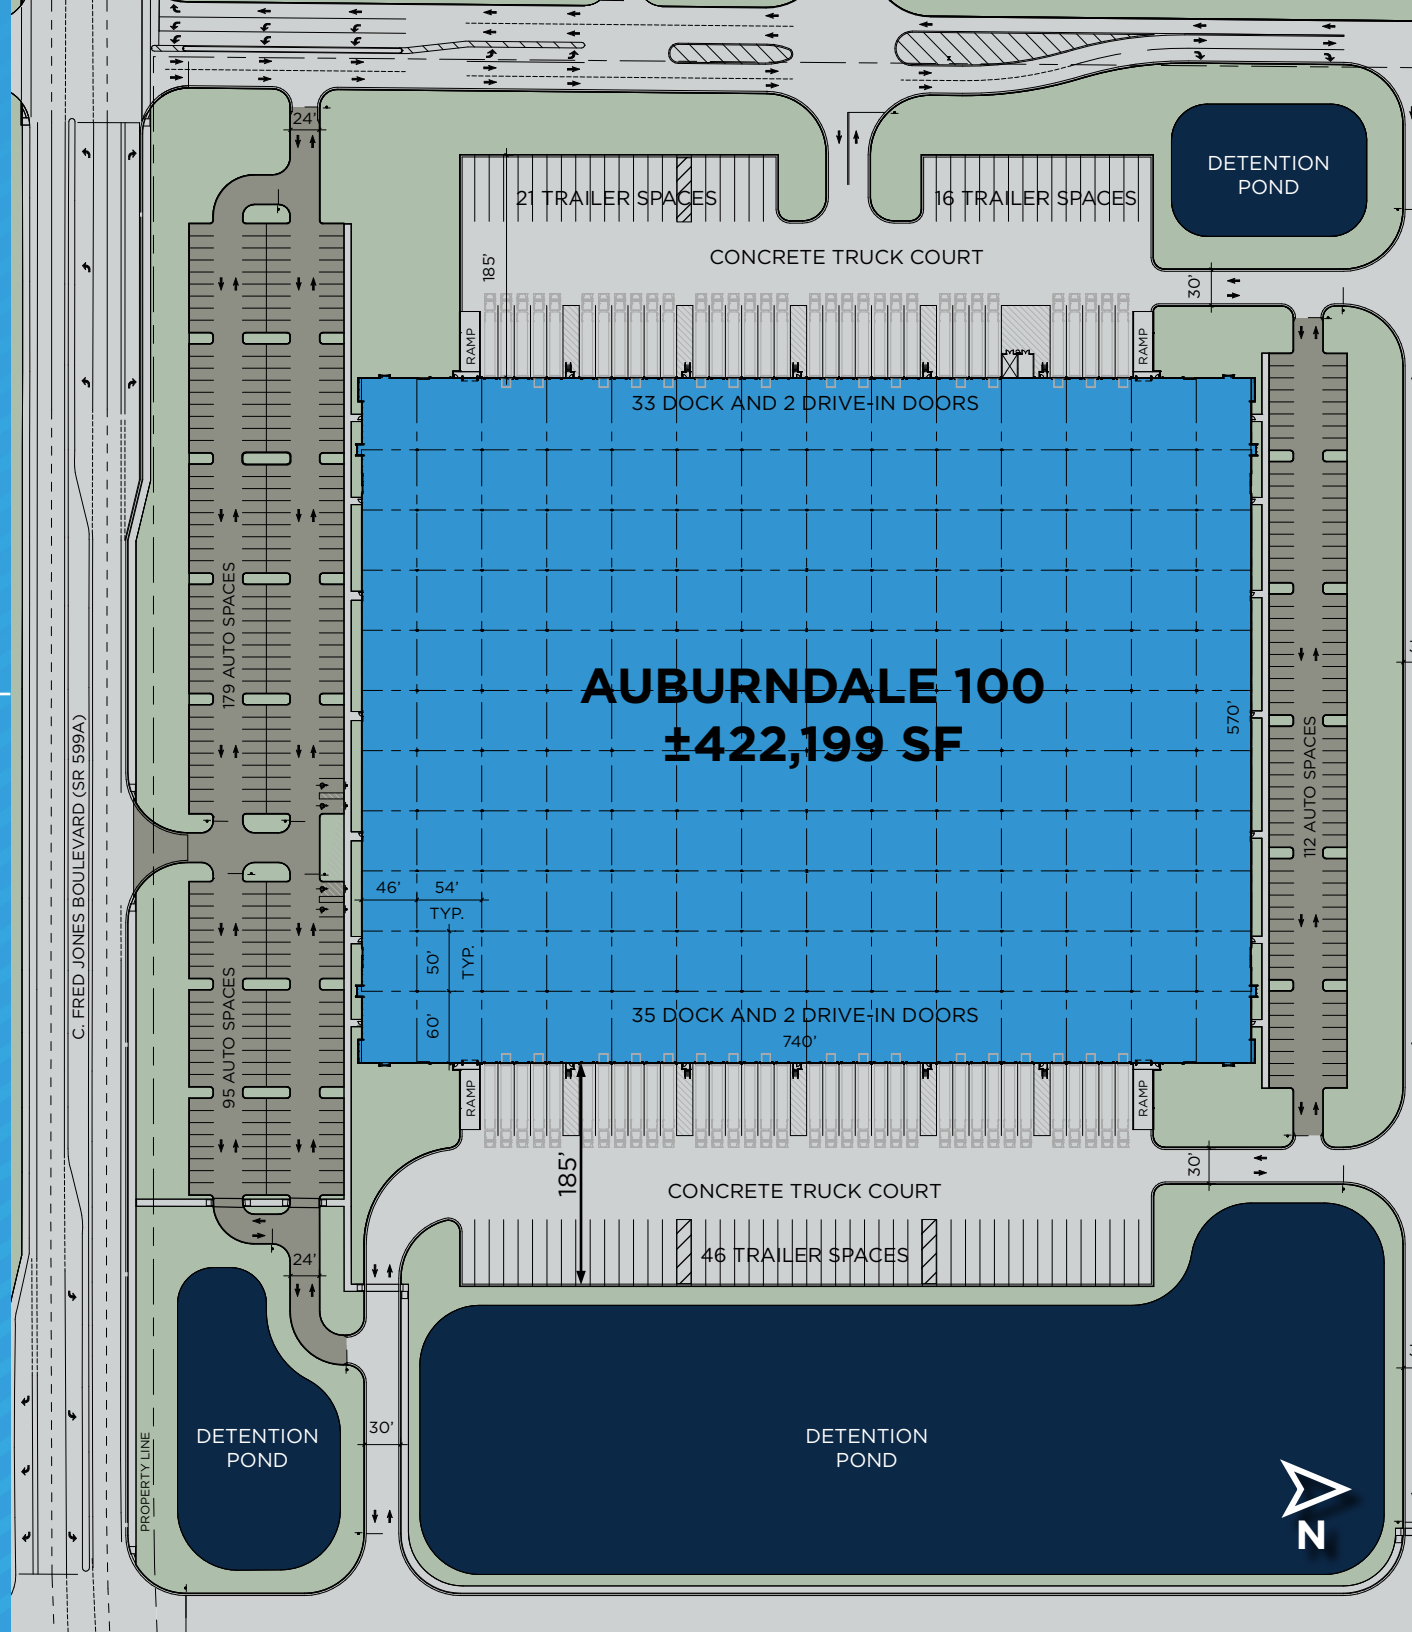 24'
DETENTION
POND
21 TRAILER SPACES
16 TRAILER SPACES
CONCRETE TRUCK COURT
185'
30'
RAMP
RAMP
33 DOCK AND 2 DRIVE-IN DOORS
179 AUTO SPACES
AUBURNDALE 100
±422,199 SF
570'
112 AUTO SPACES
C. FRED JONES BOULEVARD (SR 599A)
46'
54'
TYP.
50'
TYP.
60'
95 AUTO SPACES
35 DOCK AND 2 DRIVE-IN DOORS
740'
RAMP
RAMP
185'
30'
CONCRETE TRUCK COURT
46 TRAILER SPACES
24'
DETENTION
POND
30'
DETENTION
POND
PROPERTY LINE
N